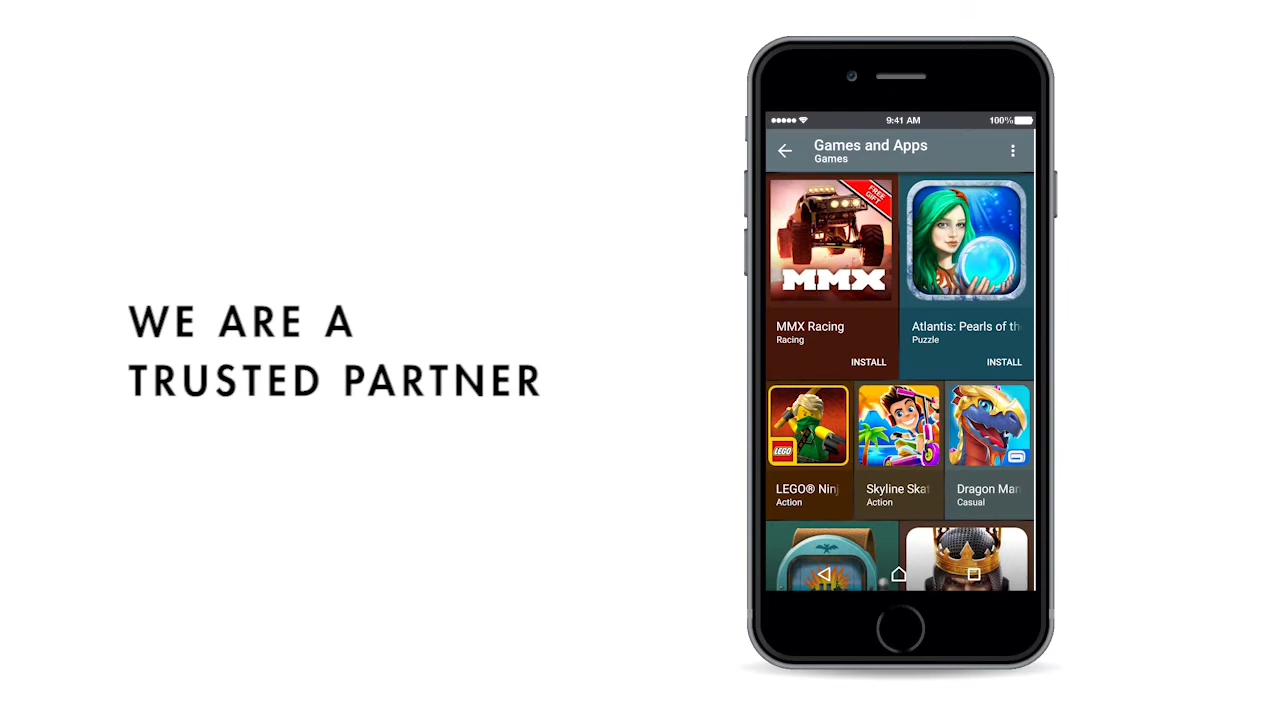 WE ARE A
TRUSTED PARTNER
9:41 AM
100%
Games and Apps
Games
FREE
GIFT
MMX
MMX Racing
Racing
INSTALL
Atlantis: Pearls of th
Puzzle
INSTALL
LEGO
LEGO® Ninj
Action
Skyline Skat
Action
Dragon Man
Casual